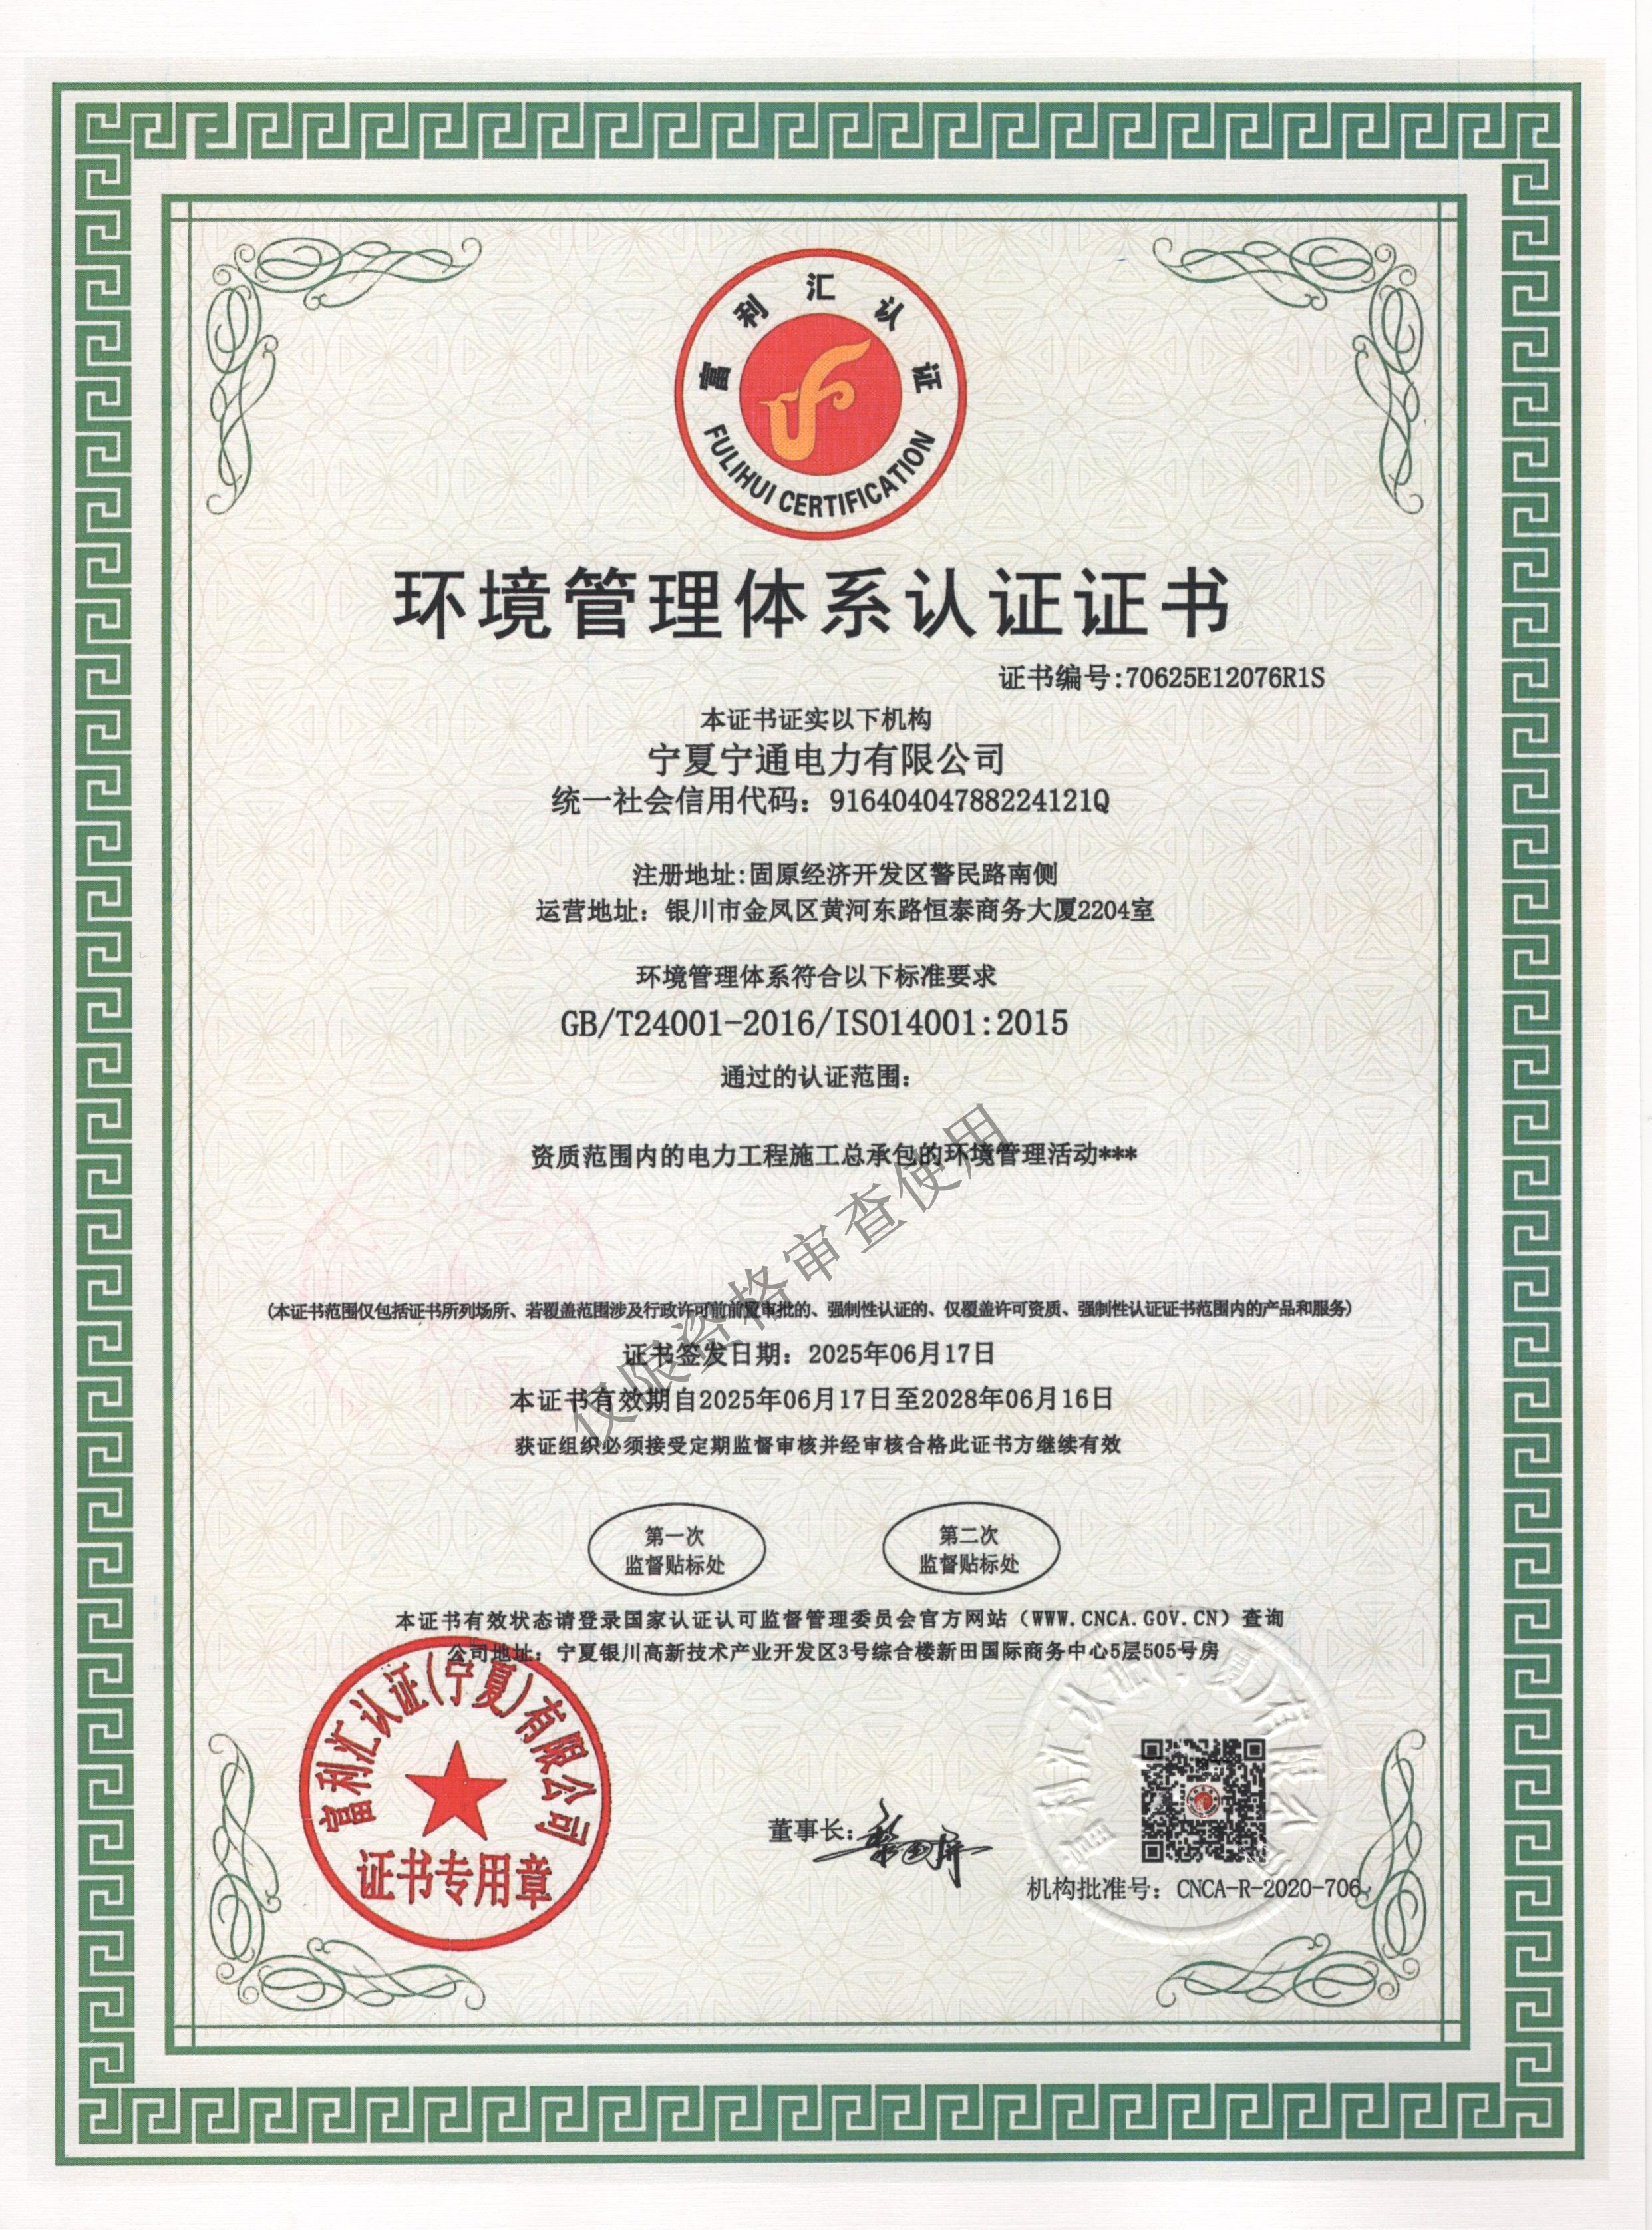 富利汇认证
FULIHUI CERTIFICATION
环境管理体系认证证书
证书编号:70625E12076R1S
本证书证实以下机构
宁夏宁通电力有限公司
统一社会信用代码：91640404788224121Q
注册地址:固原经济开发区警民路南侧
运营地址：银川市金凤区黄河东路恒泰商务大厦2204室
环境管理体系符合以下标准要求
GB/T24001-2016/ISO14001:2015
通过的认证范围：
资质范围内的电力工程施工总承包的环境管理活动***
仅限资格审查使用
(本证书范围仅包括证书所列场所、若覆盖范围涉及行政许可前前置审批的、强制性认证的、仅覆盖许可资质、强制性认证证书范围内的产品和服务)
证书签发日期：2025年06月17日
本证书有效期自2025年06月17日至2028年06月16日
获证组织必须接受定期监督审核并经审核合格此证书方继续有效
第一次
监督贴标处
第二次
监督贴标处
本证书有效状态请登录国家认证认可监督管理委员会官方网站（WWW.CNCA.GOV.CN）查询
公司地址：宁夏银川高新技术产业开发区3号综合楼新田国际商务中心5层505号房
富利汇认证(宁夏)有限公司
证书专用章
董事长：
机构批准号：CNCA-R-2020-706